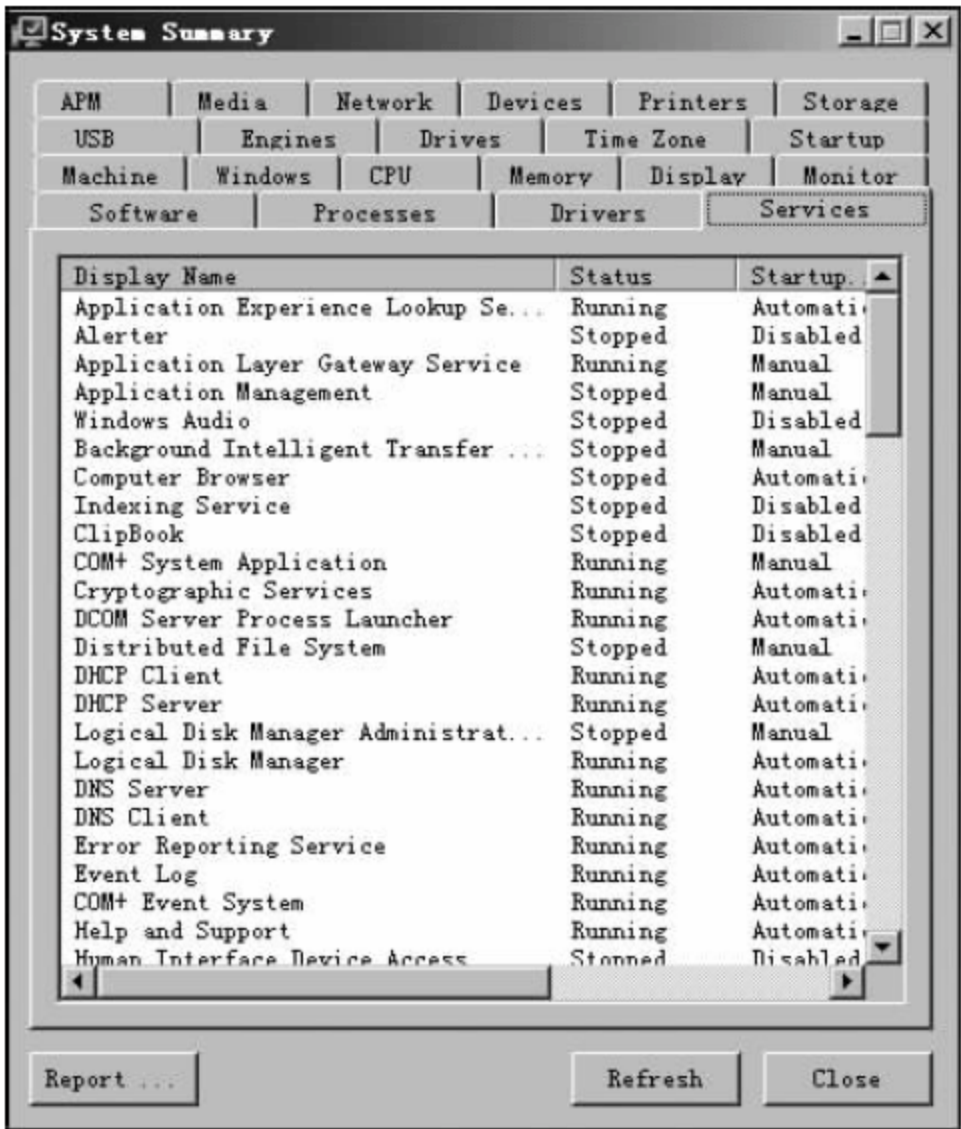 System Summary
APM Media Network Devices Printers Storage
USB Engines Drives Time Zone Startup
Machine Windows CPU Memory Display Monitor
Software Processes Drivers Services
Display Name Status Startup..
Application Experience Lookup Se... Running Automati
Alerter Stopped Disabled
Application Layer Gateway Service Running Manual
Application Management Stopped Manual
Windows Audio Stopped Disabled
Background Intelligent Transfer ... Stopped Manual
Computer Browser Stopped Automati
Indexing Service Stopped Disabled
ClipBook Stopped Disabled
COM+ System Application Running Manual
Cryptographic Services Running Automati
DCOM Server Process Launcher Running Automati
Distributed File System Stopped Manual
DHCP Client Running Automati
DHCP Server Running Automati
Logical Disk Manager Administrat... Stopped Manual
Logical Disk Manager Running Automati
DNS Server Running Automati
DNS Client Running Automati
Error Reporting Service Running Automati
Event Log Running Automati
COM+ Event System Running Automati
Help and Support Running Automati
Human Interface Device Access Stopped Disabled
Report ... Refresh Close